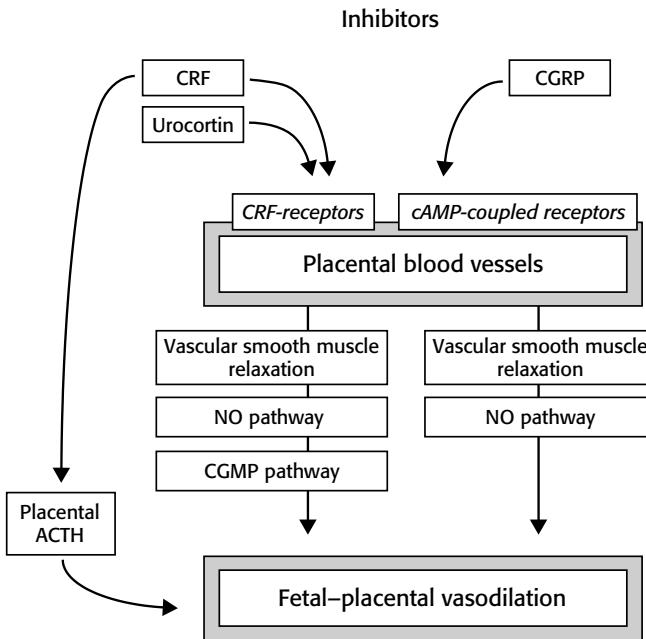 Inhibitors
CRF
CGRP
Urocortin
CRF-receptors
cAMP-coupled receptors
Placental blood vessels
Vascular smooth muscle
relaxation
Vascular smooth muscle
relaxation
NO pathway
NO pathway
CGMP pathway
Placental
ACTH
Fetal–placental vasodilation